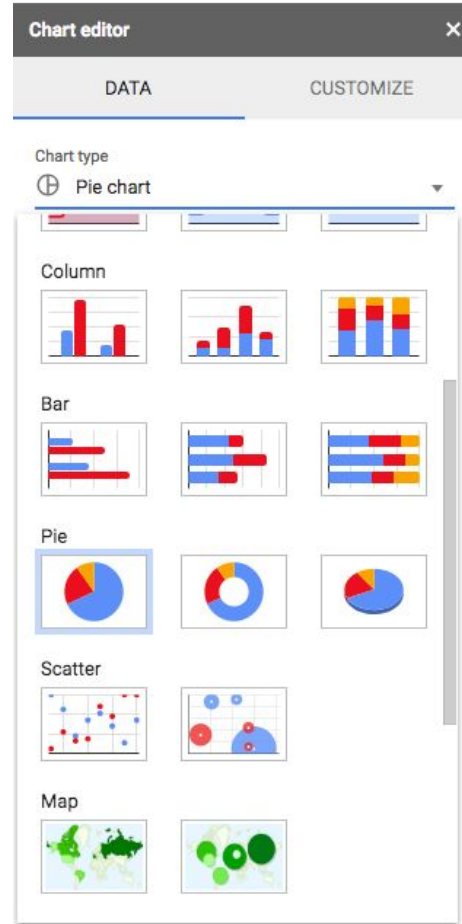 Chart editor
DATA CUSTOMIZE
Chart type
Pie chart
Column
Bar
Pie
Scatter
Map